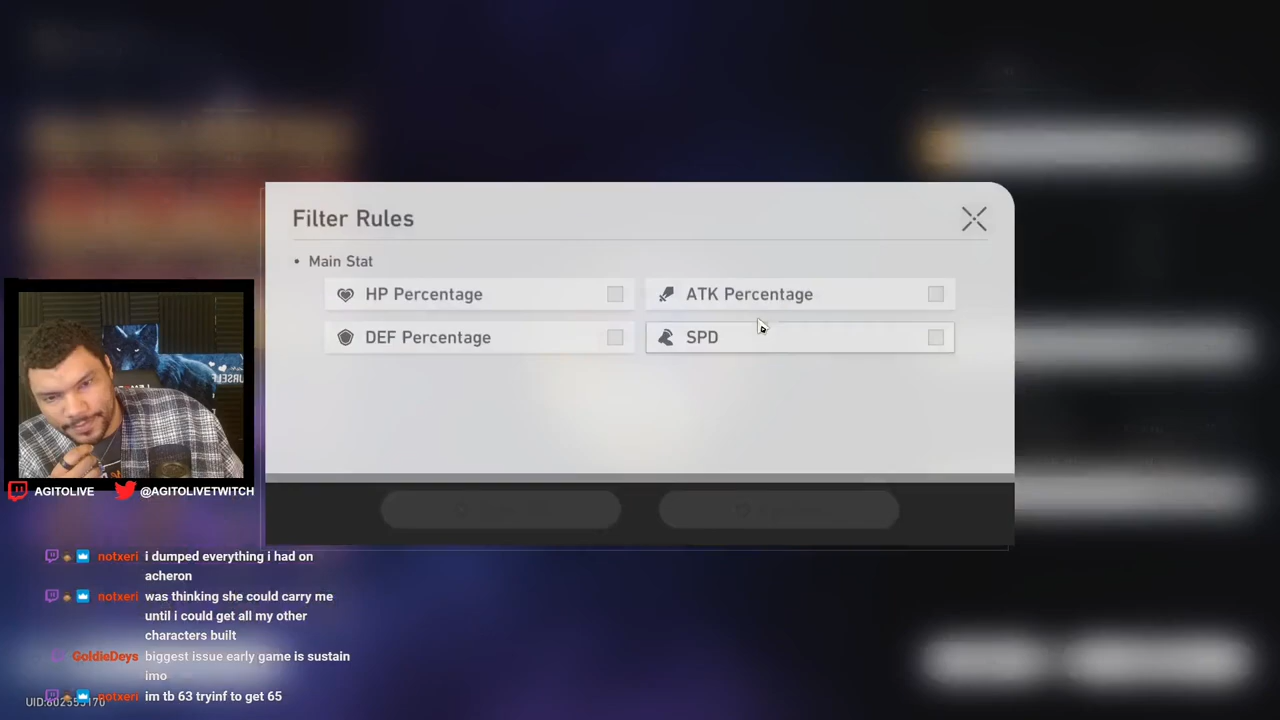 Filter Rules
• Main Stat
HP Percentage
ATK Percentage
DEF Percentage
SPD
AGITOLIVE
@AGITOLIVETWITCH
notxeri i dumped everything i had on
acheron
notxeri was thinking she could carry me
until i could get all my other
characters built
GoldieDeys biggest issue early game is sustain
imo
notxeri im tb 63 tryinf to get 65